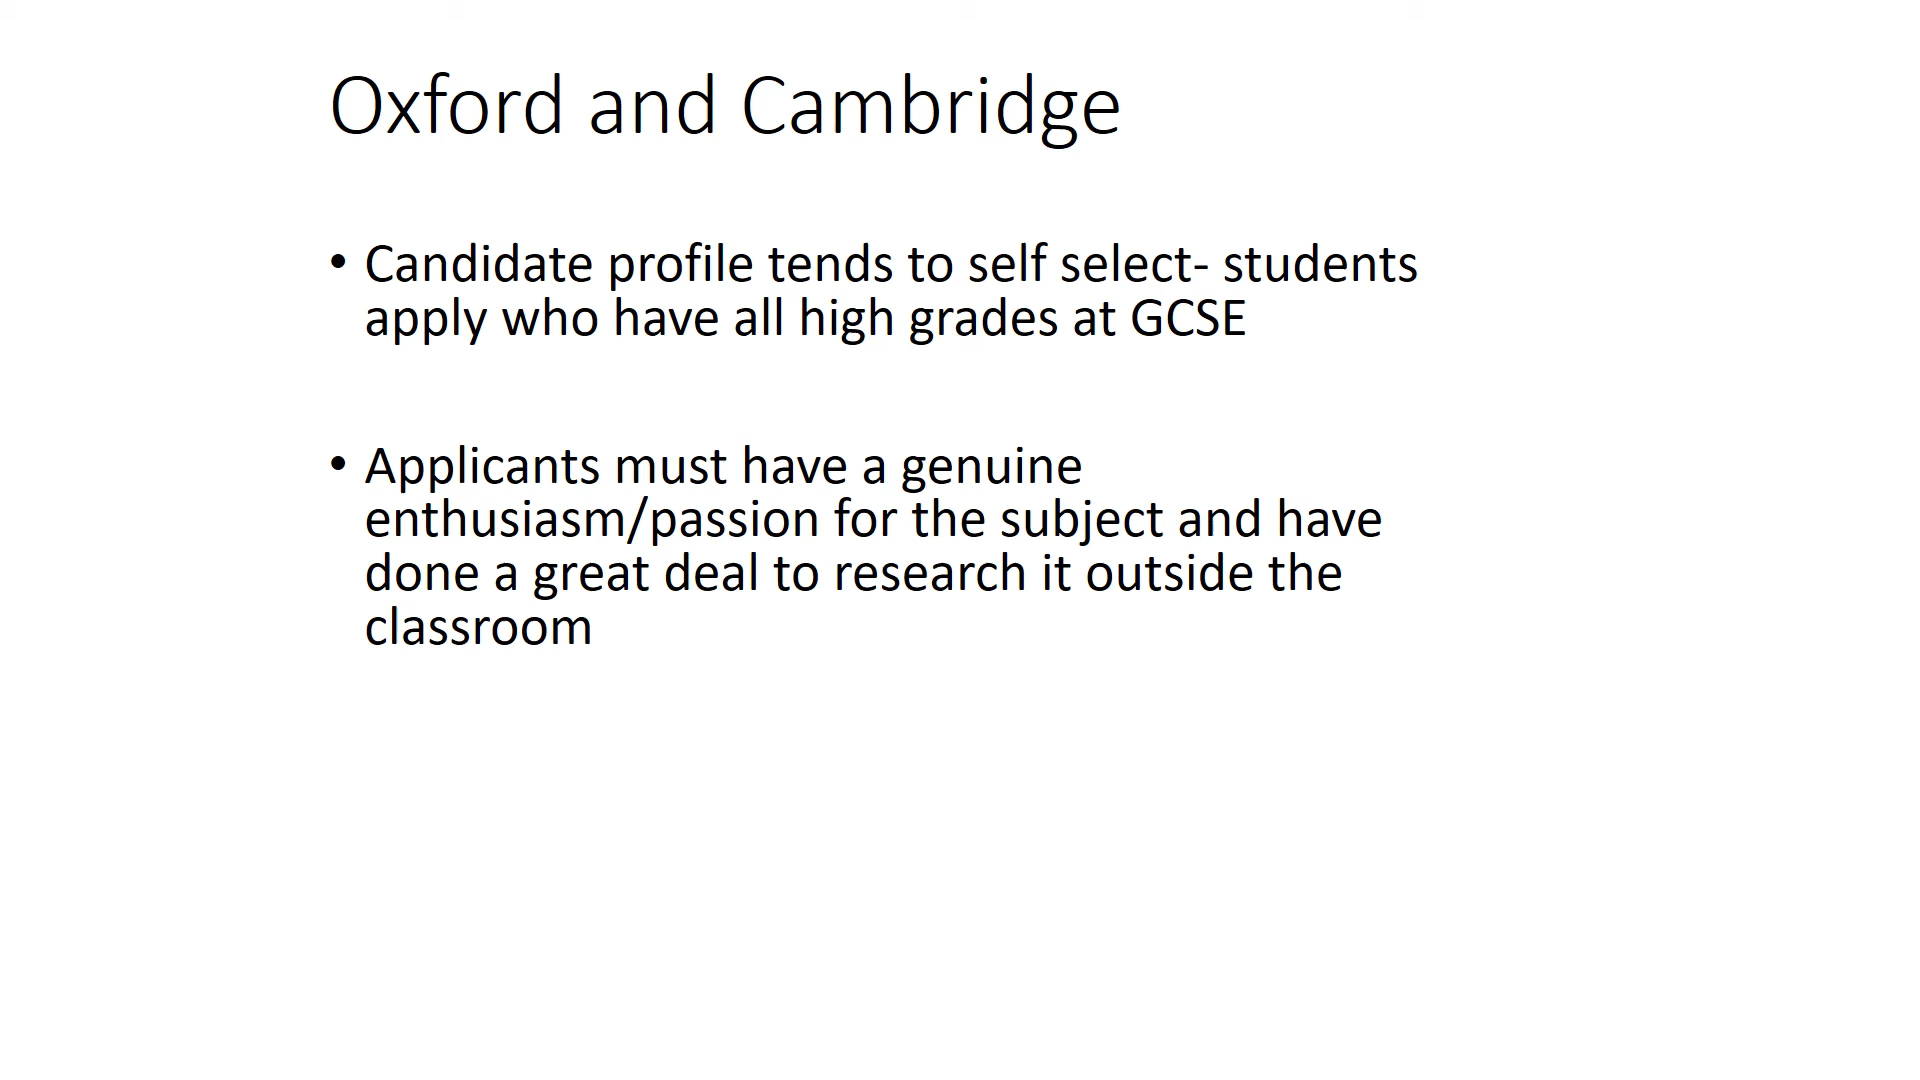 Oxford and Cambridge
• Candidate profile tends to self select- students
apply who have all high grades at GCSE
• Applicants must have a genuine
enthusiasm/passion for the subject and have
done a great deal to research it outside the
classroom